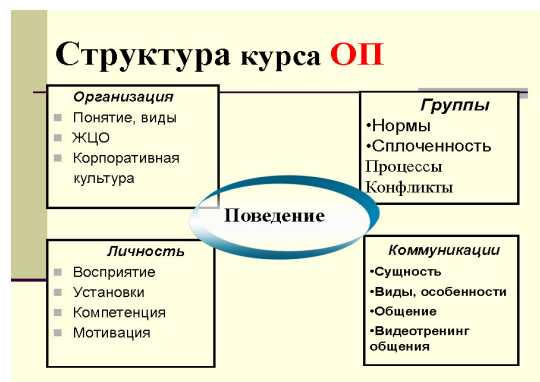 Структура курса ОП
Организация
Понятие, виды
ЖЦО
Корпоративная
культура
Группы
•Нормы
•Сплоченность
Процессы
Конфликты
Поведение
Личность
Восприятие
Установки
Компетенция
Мотивация
Коммуникации
•Сущность
•Виды, особенности
•Общение
•Видеотренинг
общения